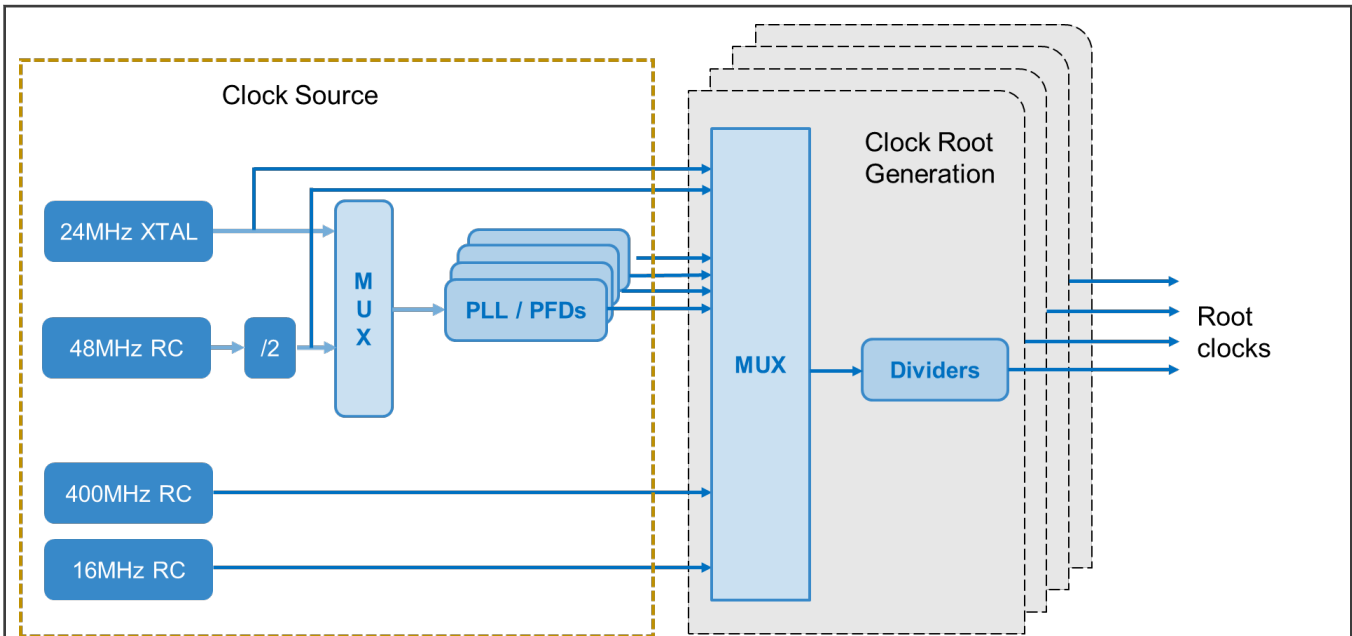 Clock Source
Clock Root
Generation
24MHz XTAL
M
U
X
PLL / PFDs
48MHz RC
/2
MUX
Dividers
Root
clocks
400MHz RC
16MHz RC